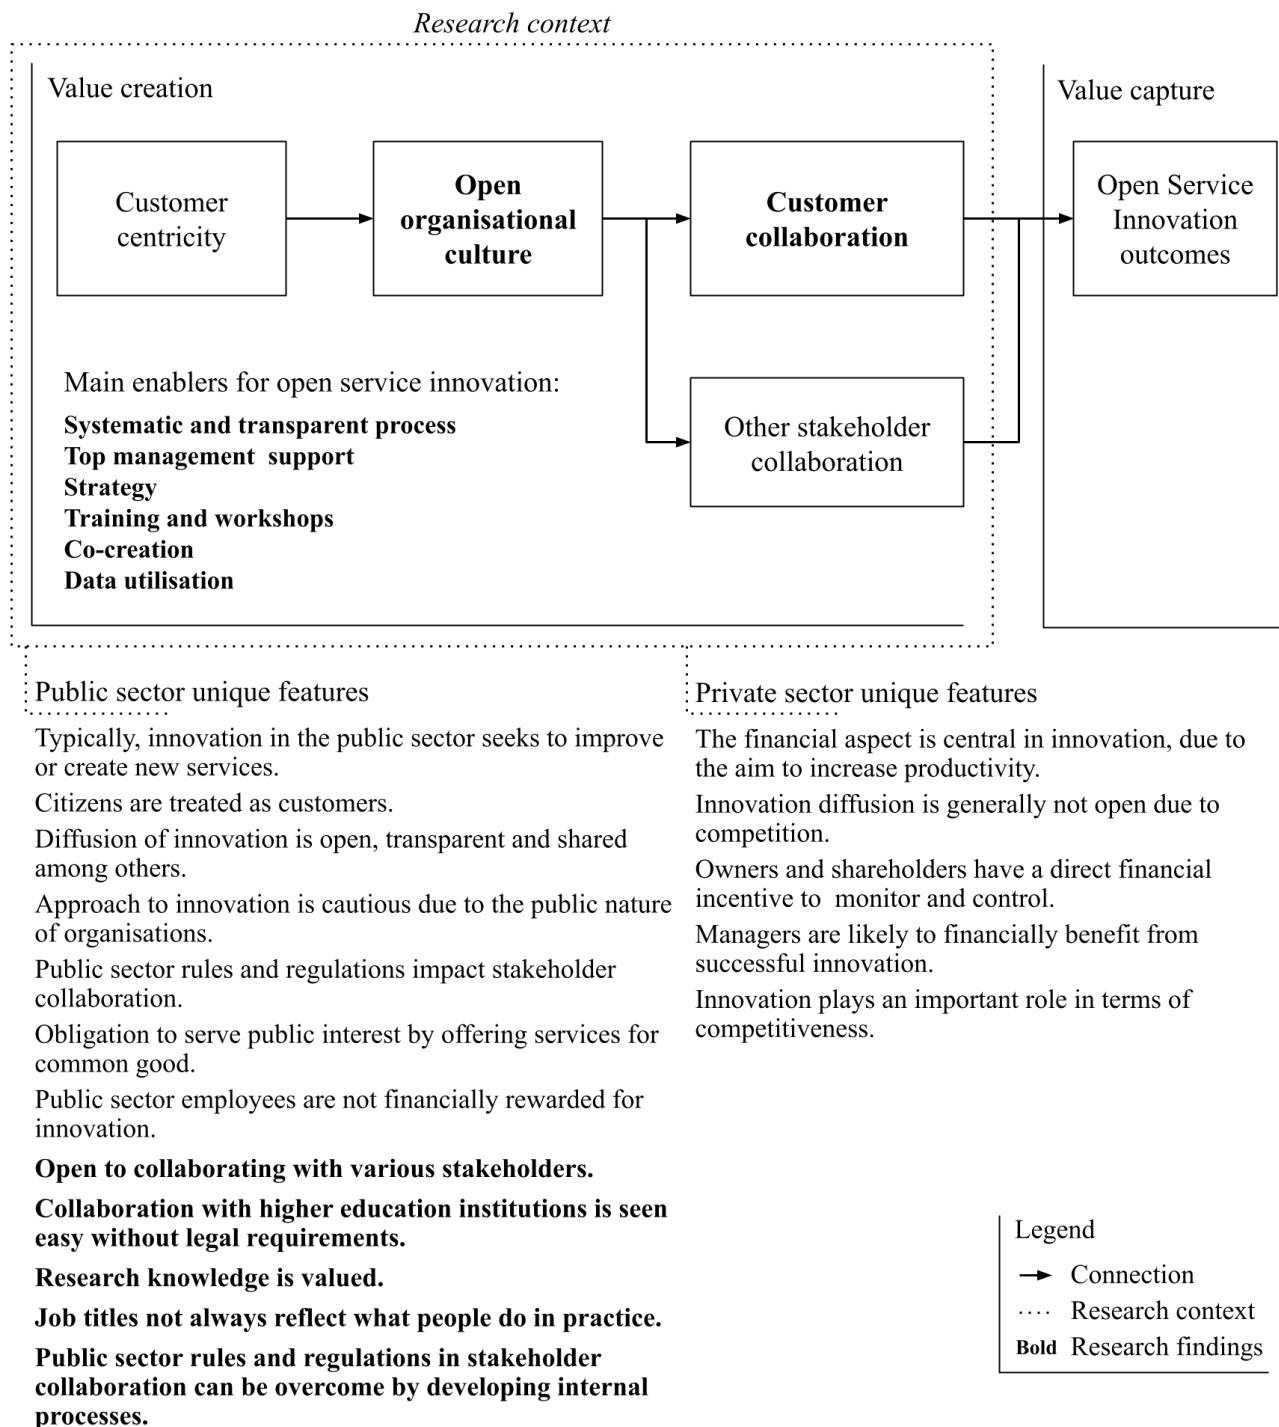 Research context
Value creation
Value capture
Customer
centricity
Open
organisational
culture
Customer
collaboration
Open Service
Innovation
outcomes
Other stakeholder
collaboration
Main enablers for open service innovation:
Systematic and transparent process
Top management  support
Strategy
Training and workshops
Co-creation
Data utilisation
Public sector unique features
Typically, innovation in the public sector seeks to improve
or create new services.
Citizens are treated as customers.
Diffusion of innovation is open, transparent and shared
among others.
Approach to innovation is cautious due to the public nature
of organisations.
Public sector rules and regulations impact stakeholder
collaboration.
Obligation to serve public interest by offering services for
common good.
Public sector employees are not financially rewarded for
innovation.
Open to collaborating with various stakeholders.
Collaboration with higher education institutions is seen
easy without legal requirements.
Research knowledge is valued.
Job titles not always reflect what people do in practice.
Public sector rules and regulations in stakeholder
collaboration can be overcome by developing internal
processes.
Private sector unique features
The financial aspect is central in innovation, due to
the aim to increase productivity.
Innovation diffusion is generally not open due to
competition.
Owners and shareholders have a direct financial
incentive to  monitor and control.
Managers are likely to financially benefit from
successful innovation.
Innovation plays an important role in terms of
competitiveness.
Legend
Connection
Research context
Bold Research findings